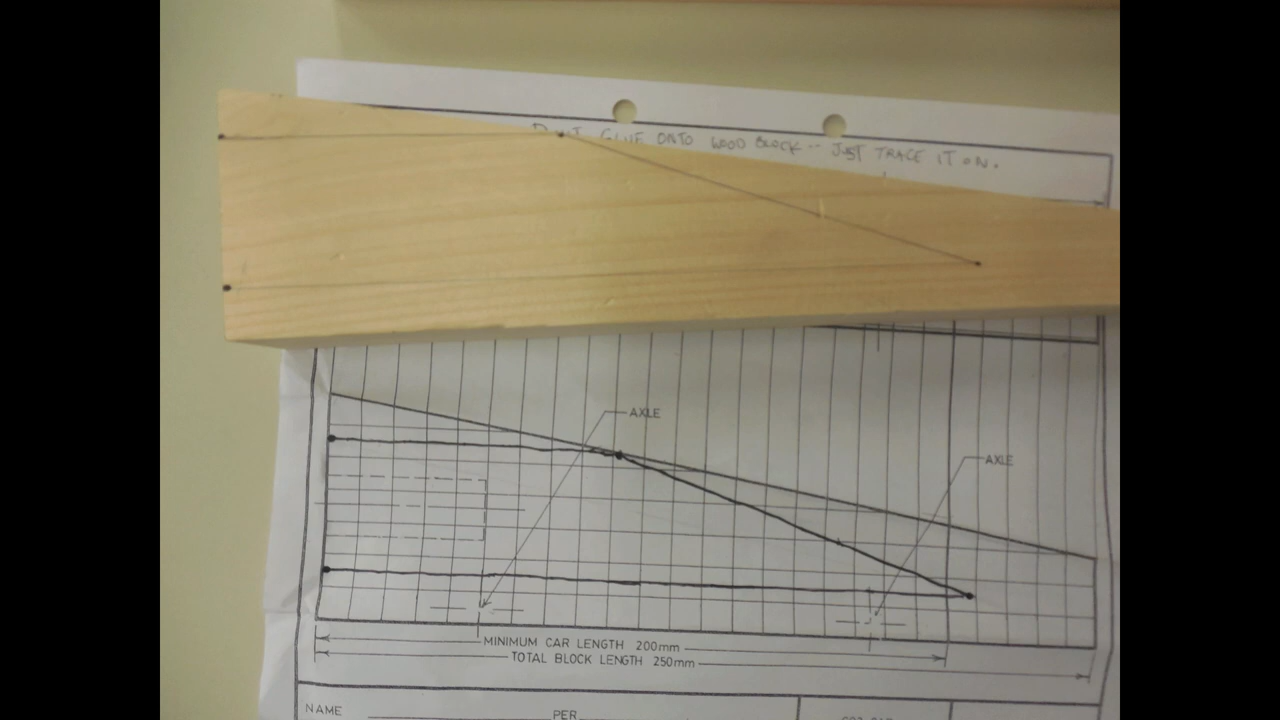 DON'T GLUE ONTO WOOD BLOCK -- JUST TRACE IT ON.
AXLE
AXLE
MINIMUM CAR LENGTH 200mm
TOTAL BLOCK LENGTH 250mm
NAME PER